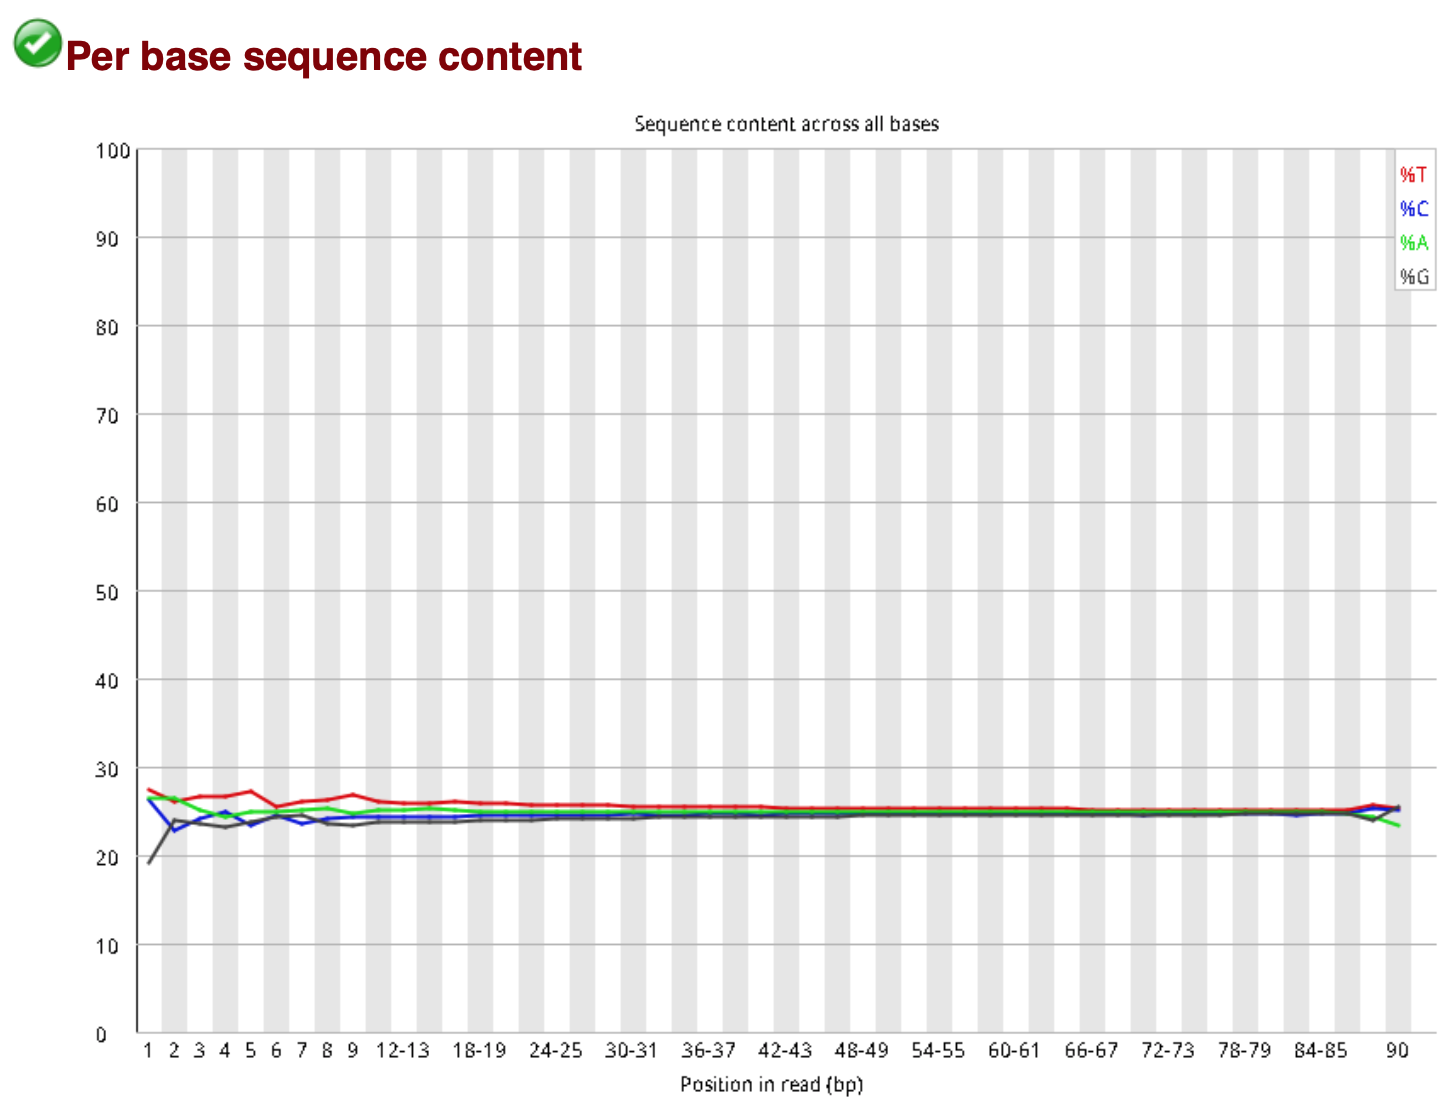 Per base sequence content
Sequence content across all bases
%T
%C
%A
%G
100
90
80
70
60
50
40
30
20
10
0
1 2 3 4 5 6 7 8 9 12-13 18-19 24-25 30-31 36-37 42-43 48-49 54-55 60-61 66-67 72-73 78-79 84-85 90
Position in read (bp)